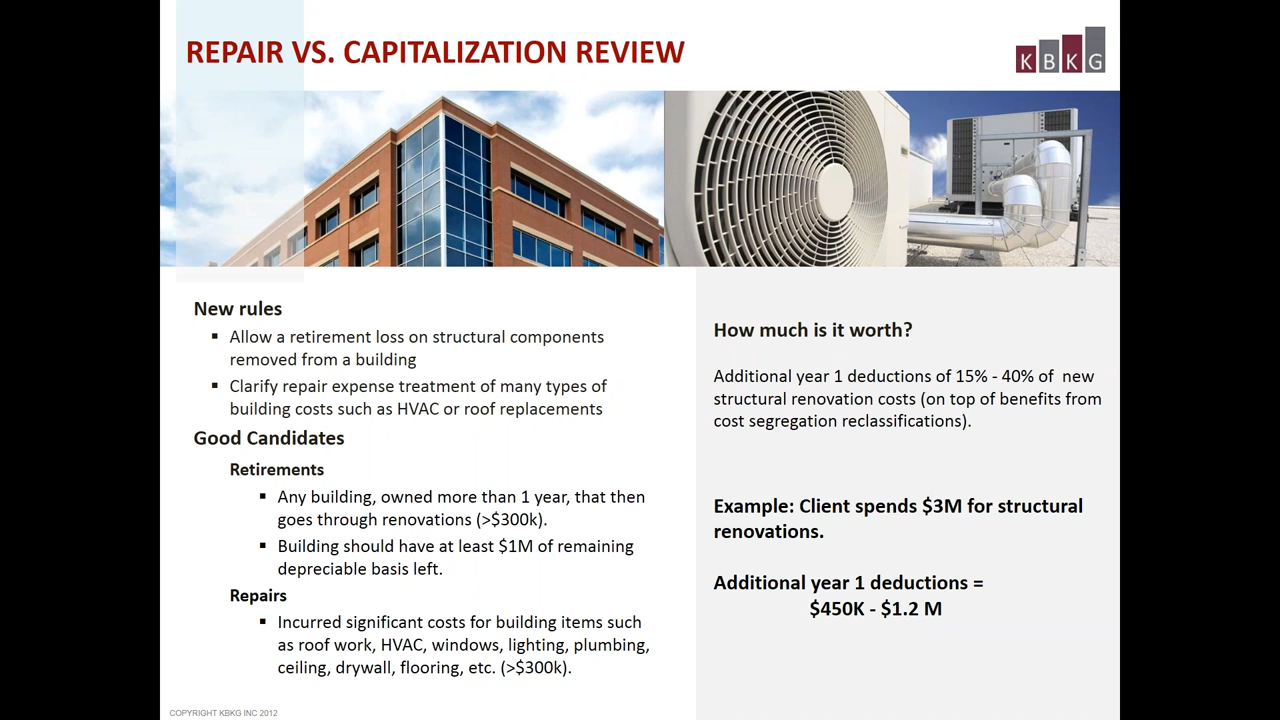 REPAIR VS. CAPITALIZATION REVIEW
KBKG
New rules
▪ Allow a retirement loss on structural components
removed from a building
▪ Clarify repair expense treatment of many types of
building costs such as HVAC or roof replacements
Good Candidates
Retirements
▪ Any building, owned more than 1 year, that then
goes through renovations (>$300k).
▪ Building should have at least $1M of remaining
depreciable basis left.
Repairs
▪ Incurred significant costs for building items such
as roof work, HVAC, windows, lighting, plumbing,
ceiling, drywall, flooring, etc. (>$300k).
How much is it worth?
Additional year 1 deductions of 15% - 40% of  new
structural renovation costs (on top of benefits from
cost segregation reclassifications).
Example: Client spends $3M for structural
renovations.
Additional year 1 deductions =
$450K - $1.2 M
COPYRIGHT KBKG INC 2012